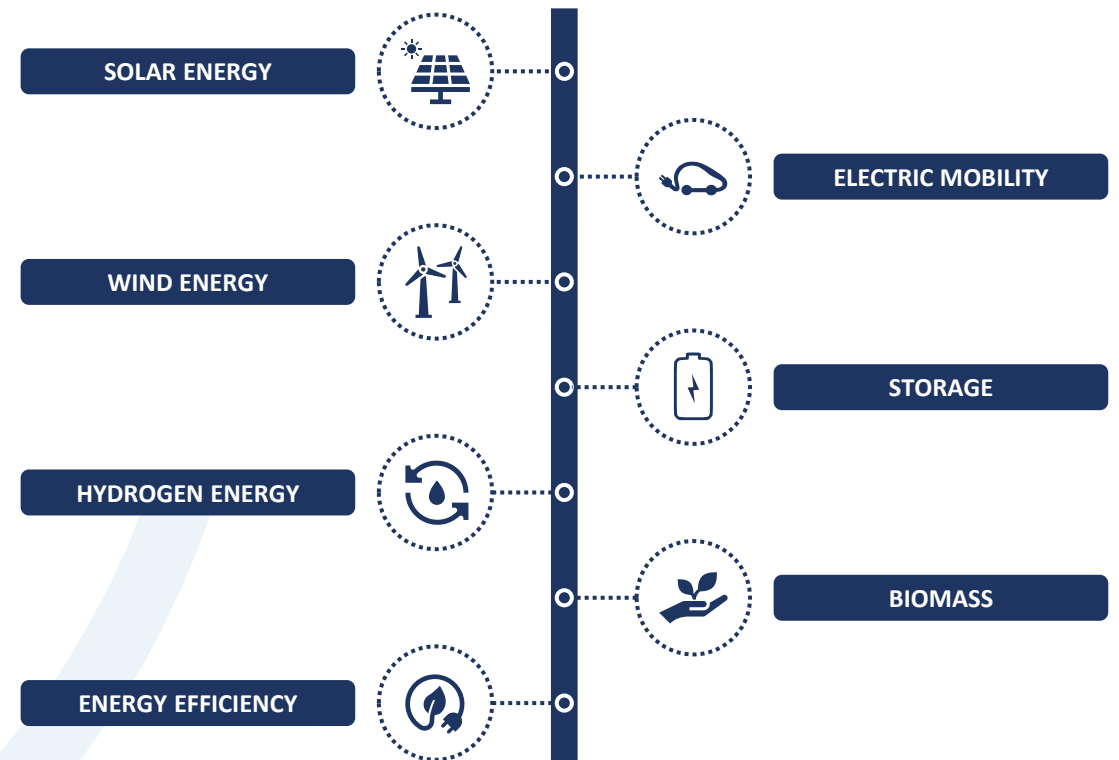 SOLAR ENERGY
ELECTRIC MOBILITY
WIND ENERGY
STORAGE
HYDROGEN ENERGY
BIOMASS
ENERGY EFFICIENCY